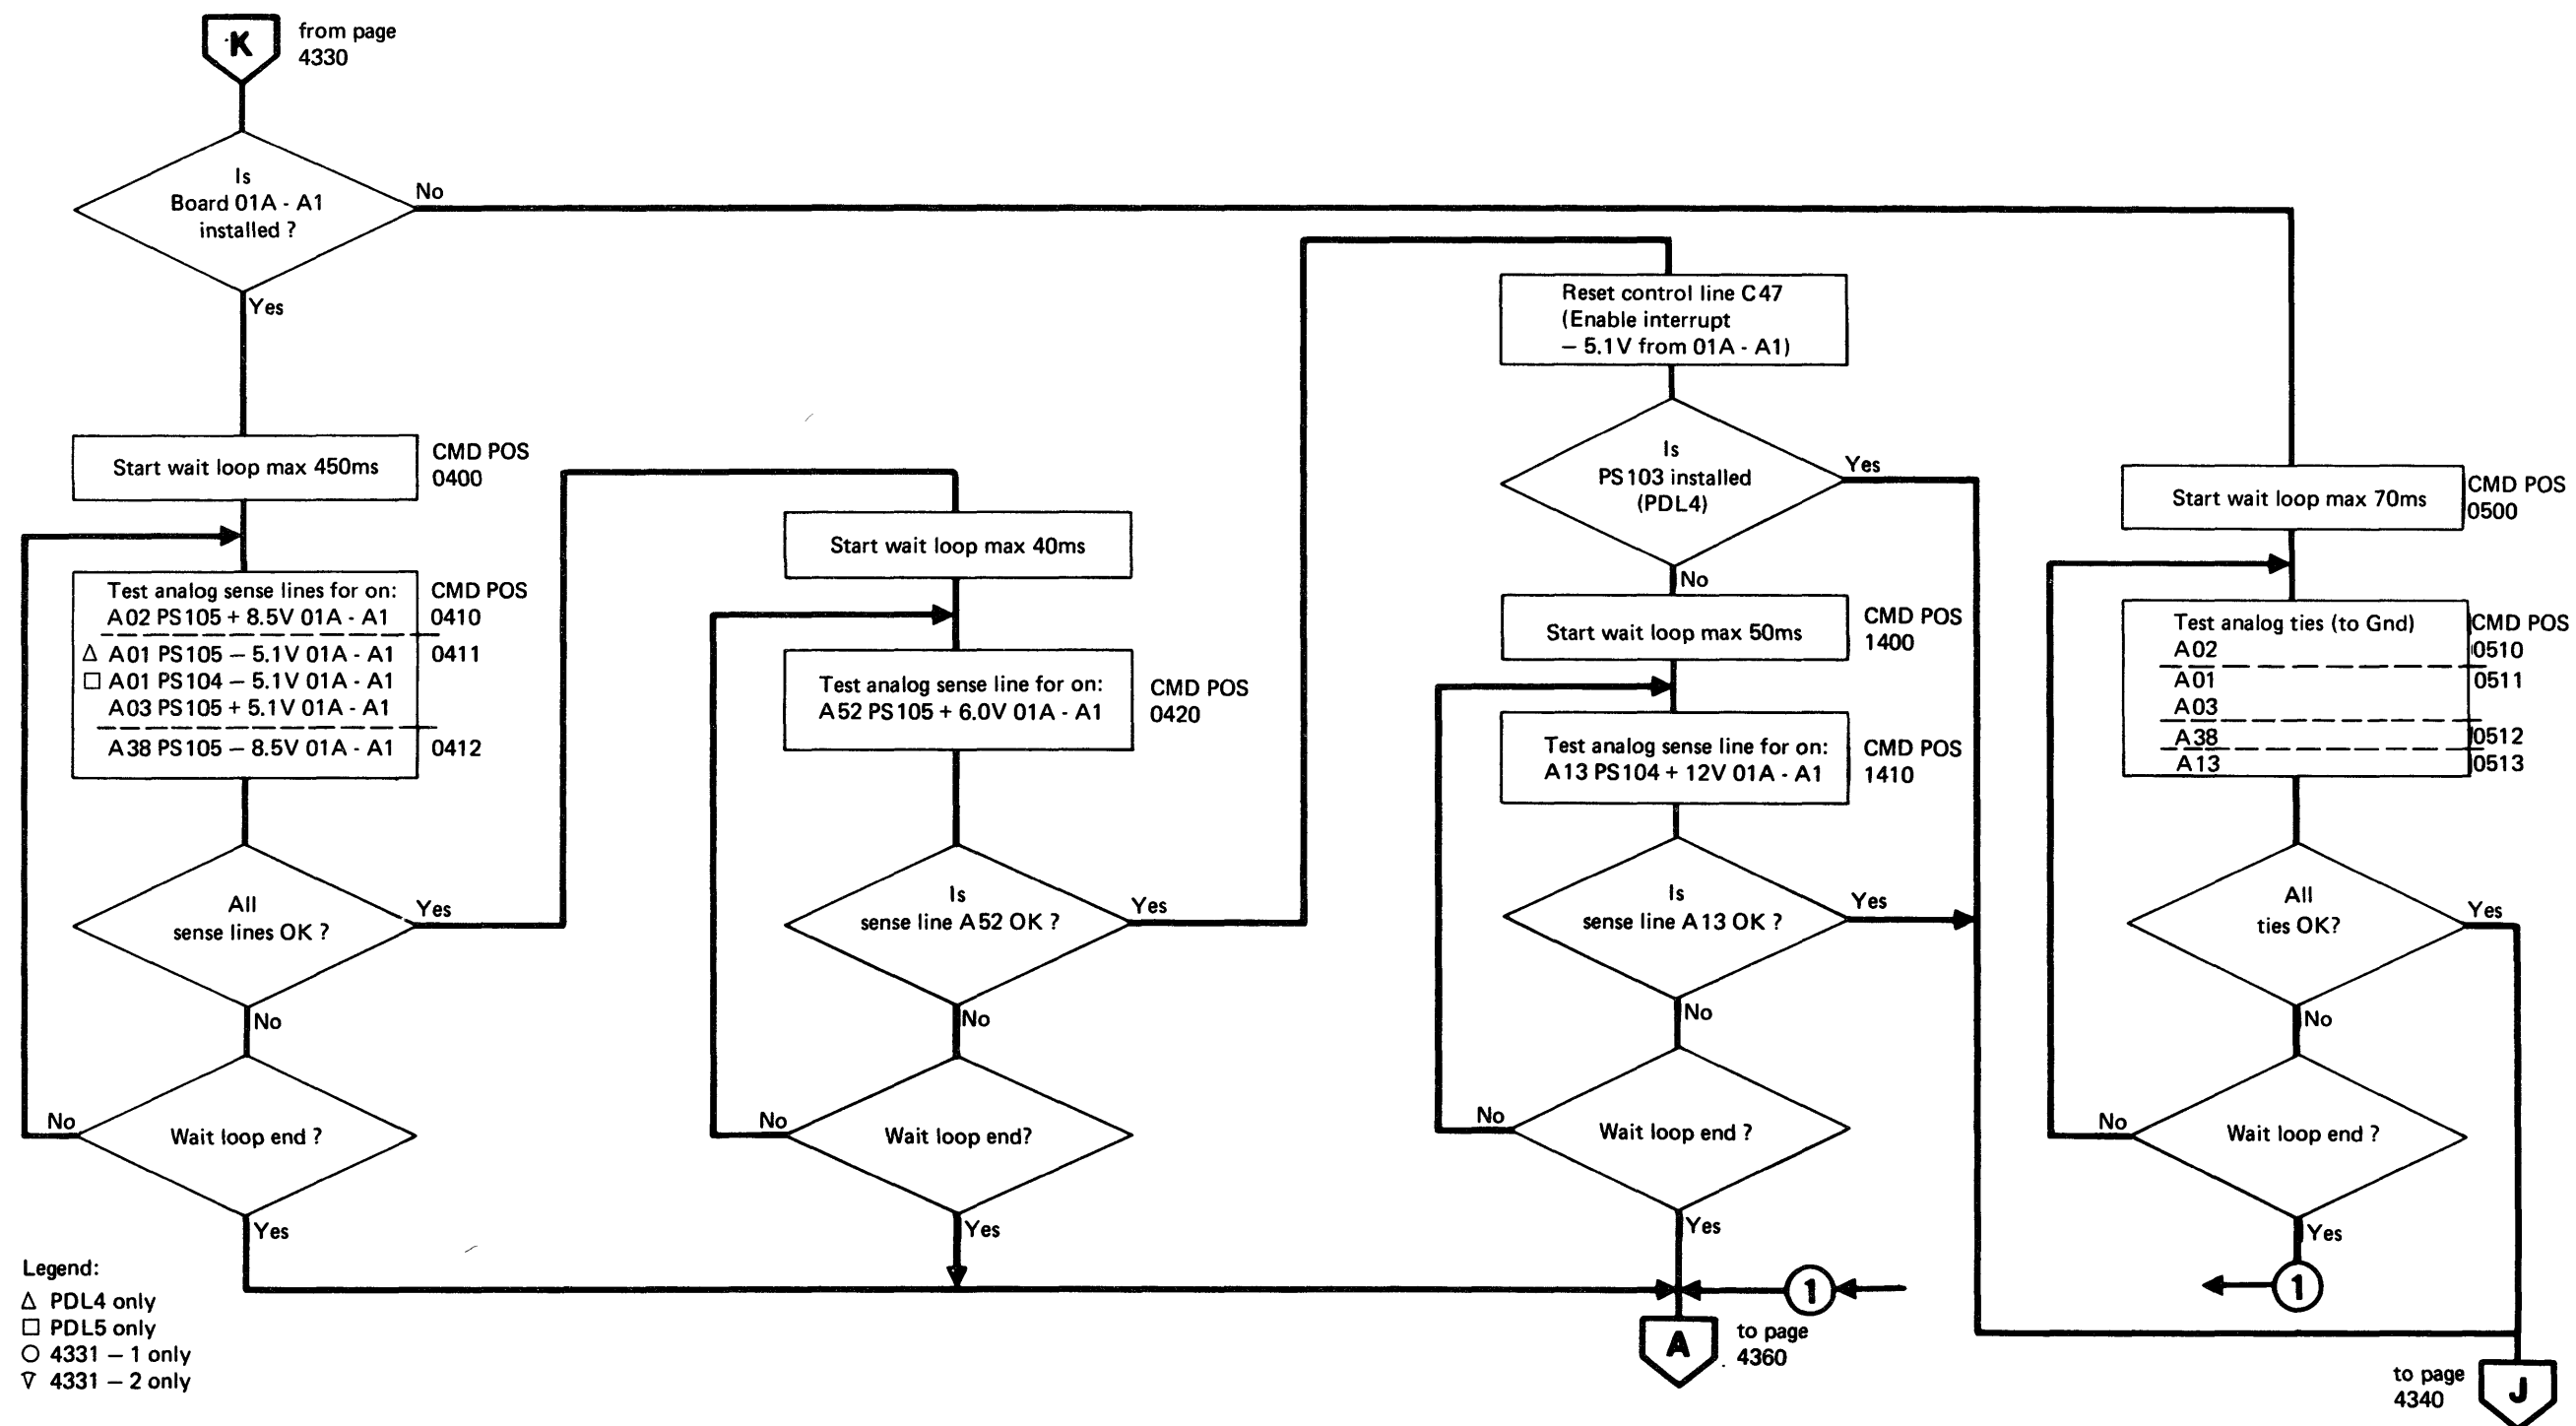 K
from page
4330
Is
Board 01A - A1
installed ?
No
Yes
Start wait loop max 450ms
CMD POS
0400
Test analog sense lines for on:
CMD POS
A02 PS105 + 8.5V 01A - A1
0410
△ A01 PS105 – 5.1V 01A - A1
0411
□ A01 PS104 – 5.1V 01A - A1
A03 PS105 + 5.1V 01A - A1
A38 PS105 – 8.5V 01A - A1
0412
All
sense lines OK ?
Yes
No
Wait loop end ?
No
Yes
Start wait loop max 40ms
Test analog sense line for on:
A52 PS105 + 6.0V 01A - A1
CMD POS
0420
Is
sense line A52 OK ?
Yes
No
Wait loop end?
No
Yes
Reset control line C47
(Enable interrupt
– 5.1V from 01A - A1)
Is
PS103 installed
(PDL4)
Yes
No
Start wait loop max 50ms
CMD POS
1400
Test analog sense line for on:
A13 PS104 + 12V 01A - A1
CMD POS
1410
Is
sense line A13 OK ?
Yes
No
Wait loop end ?
No
Yes
1
A
to page
4360
Start wait loop max 70ms
CMD POS
0500
Test analog ties (to Gnd)
CMD POS
A02
0510
A01
0511
A03
A38
0512
A13
0513
All
ties OK?
Yes
No
Wait loop end ?
No
Yes
1
to page
4340
J
Legend:
△ PDL4 only
□ PDL5 only
○ 4331 – 1 only
∇ 4331 – 2 only